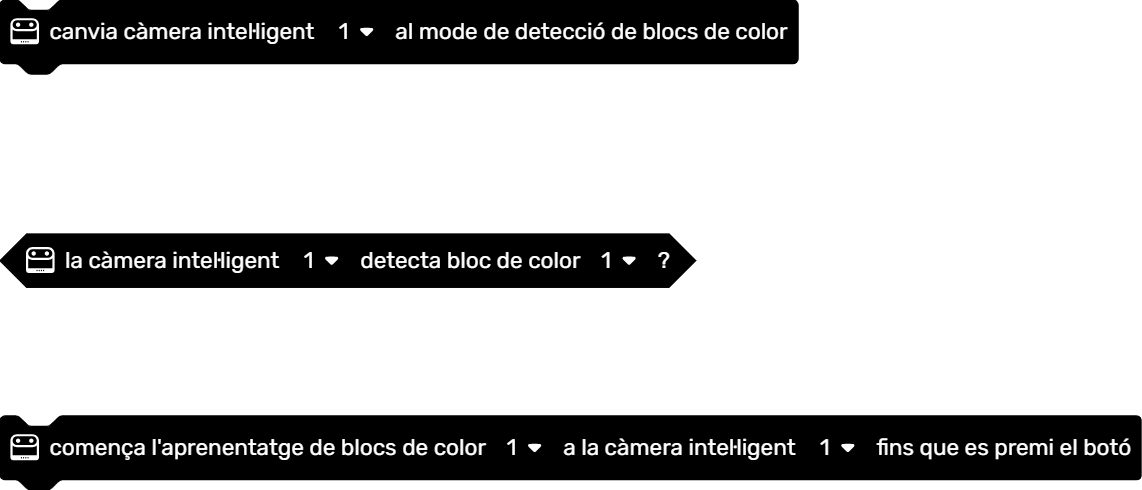 canvia càmera intel·ligent 1 al mode de detecció de blocs de color
la càmera intel·ligent 1 detecta bloc de color 1 ?
comença l'aprenentatge de blocs de color 1 a la càmera intel·ligent 1 fins que es premi el botó